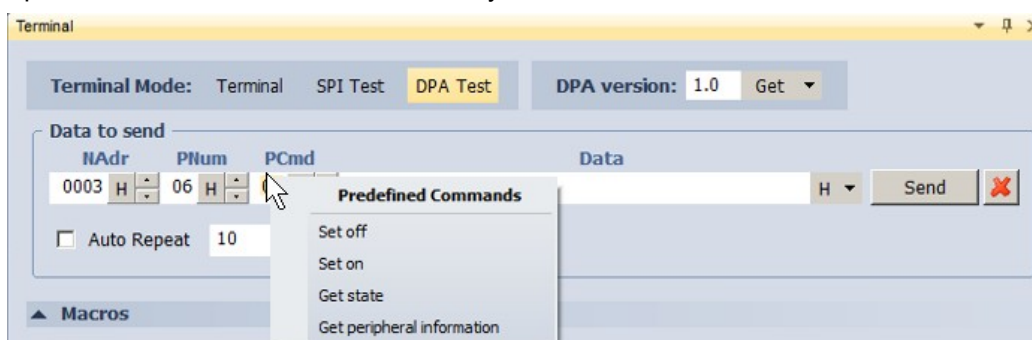 Terminal
Terminal Mode: Terminal SPI Test DPA Test DPA version: 1.0 Get
Data to send
NAdr PNum PCmd Data
0003 H 06 H H Send
Predefined Commands
Auto Repeat 10
Set off
Set on
Get state
Macros
Get peripheral information